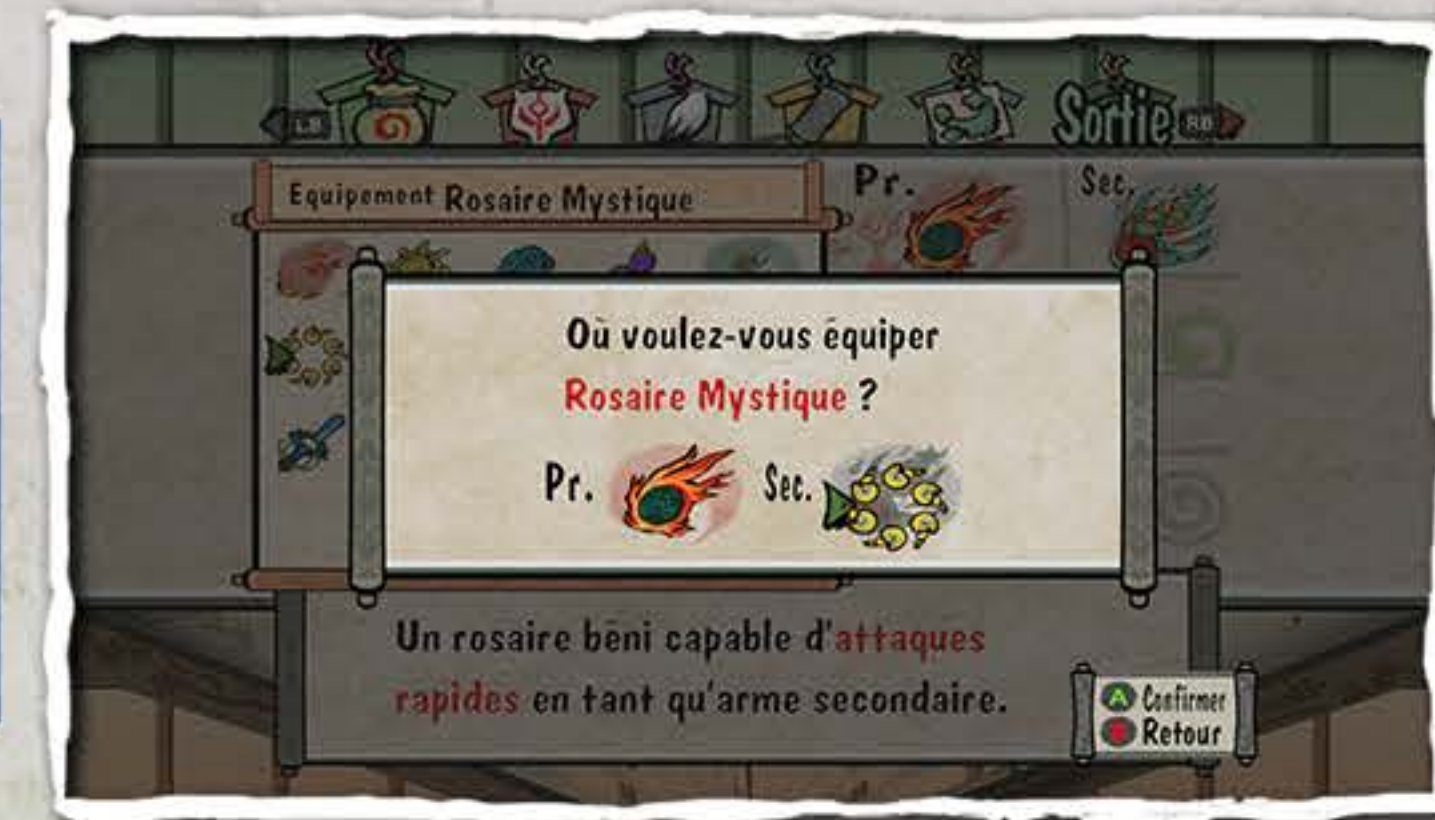 LB
Sortie RB
Equipement Rosaire Mystique
Pr.
Sec.
Où voulez-vous équiper
Rosaire Mystique ?
Pr.
Sec.
Un rosaire béni capable d'attaques
rapides en tant qu'arme secondaire.
A Confirmer
B Retour